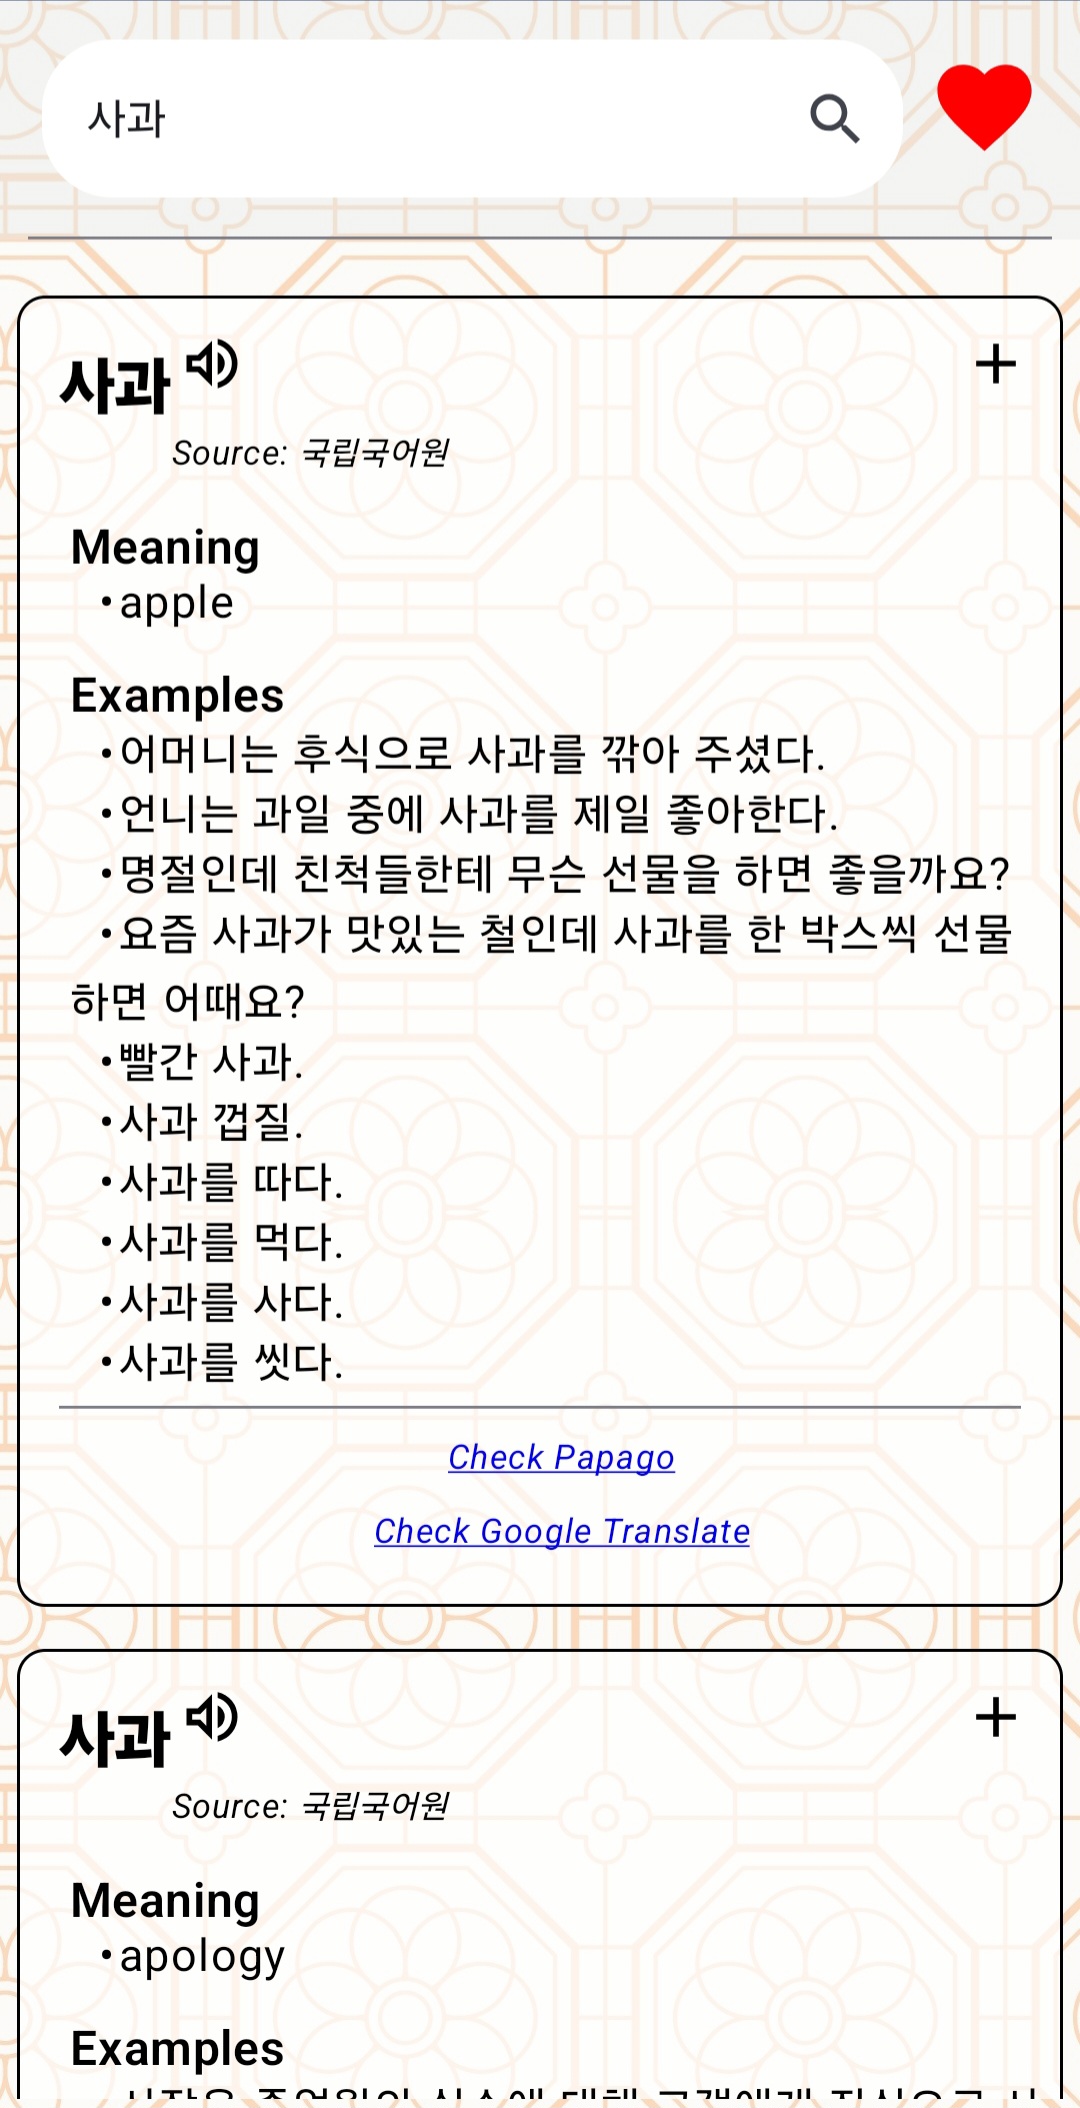 사과
사과
Source: 국립국어원
Meaning
•apple
Examples
•어머니는 후식으로 사과를 깎아 주셨다.
•언니는 과일 중에 사과를 제일 좋아한다.
•명절인데 친척들한테 무슨 선물을 하면 좋을까요?
•요즘 사과가 맛있는 철인데 사과를 한 박스씩 선물
하면 어때요?
•빨간 사과.
•사과 껍질.
•사과를 따다.
•사과를 먹다.
•사과를 사다.
•사과를 씻다.
Check Papago
Check Google Translate
사과
Source: 국립국어원
Meaning
•apology
Examples